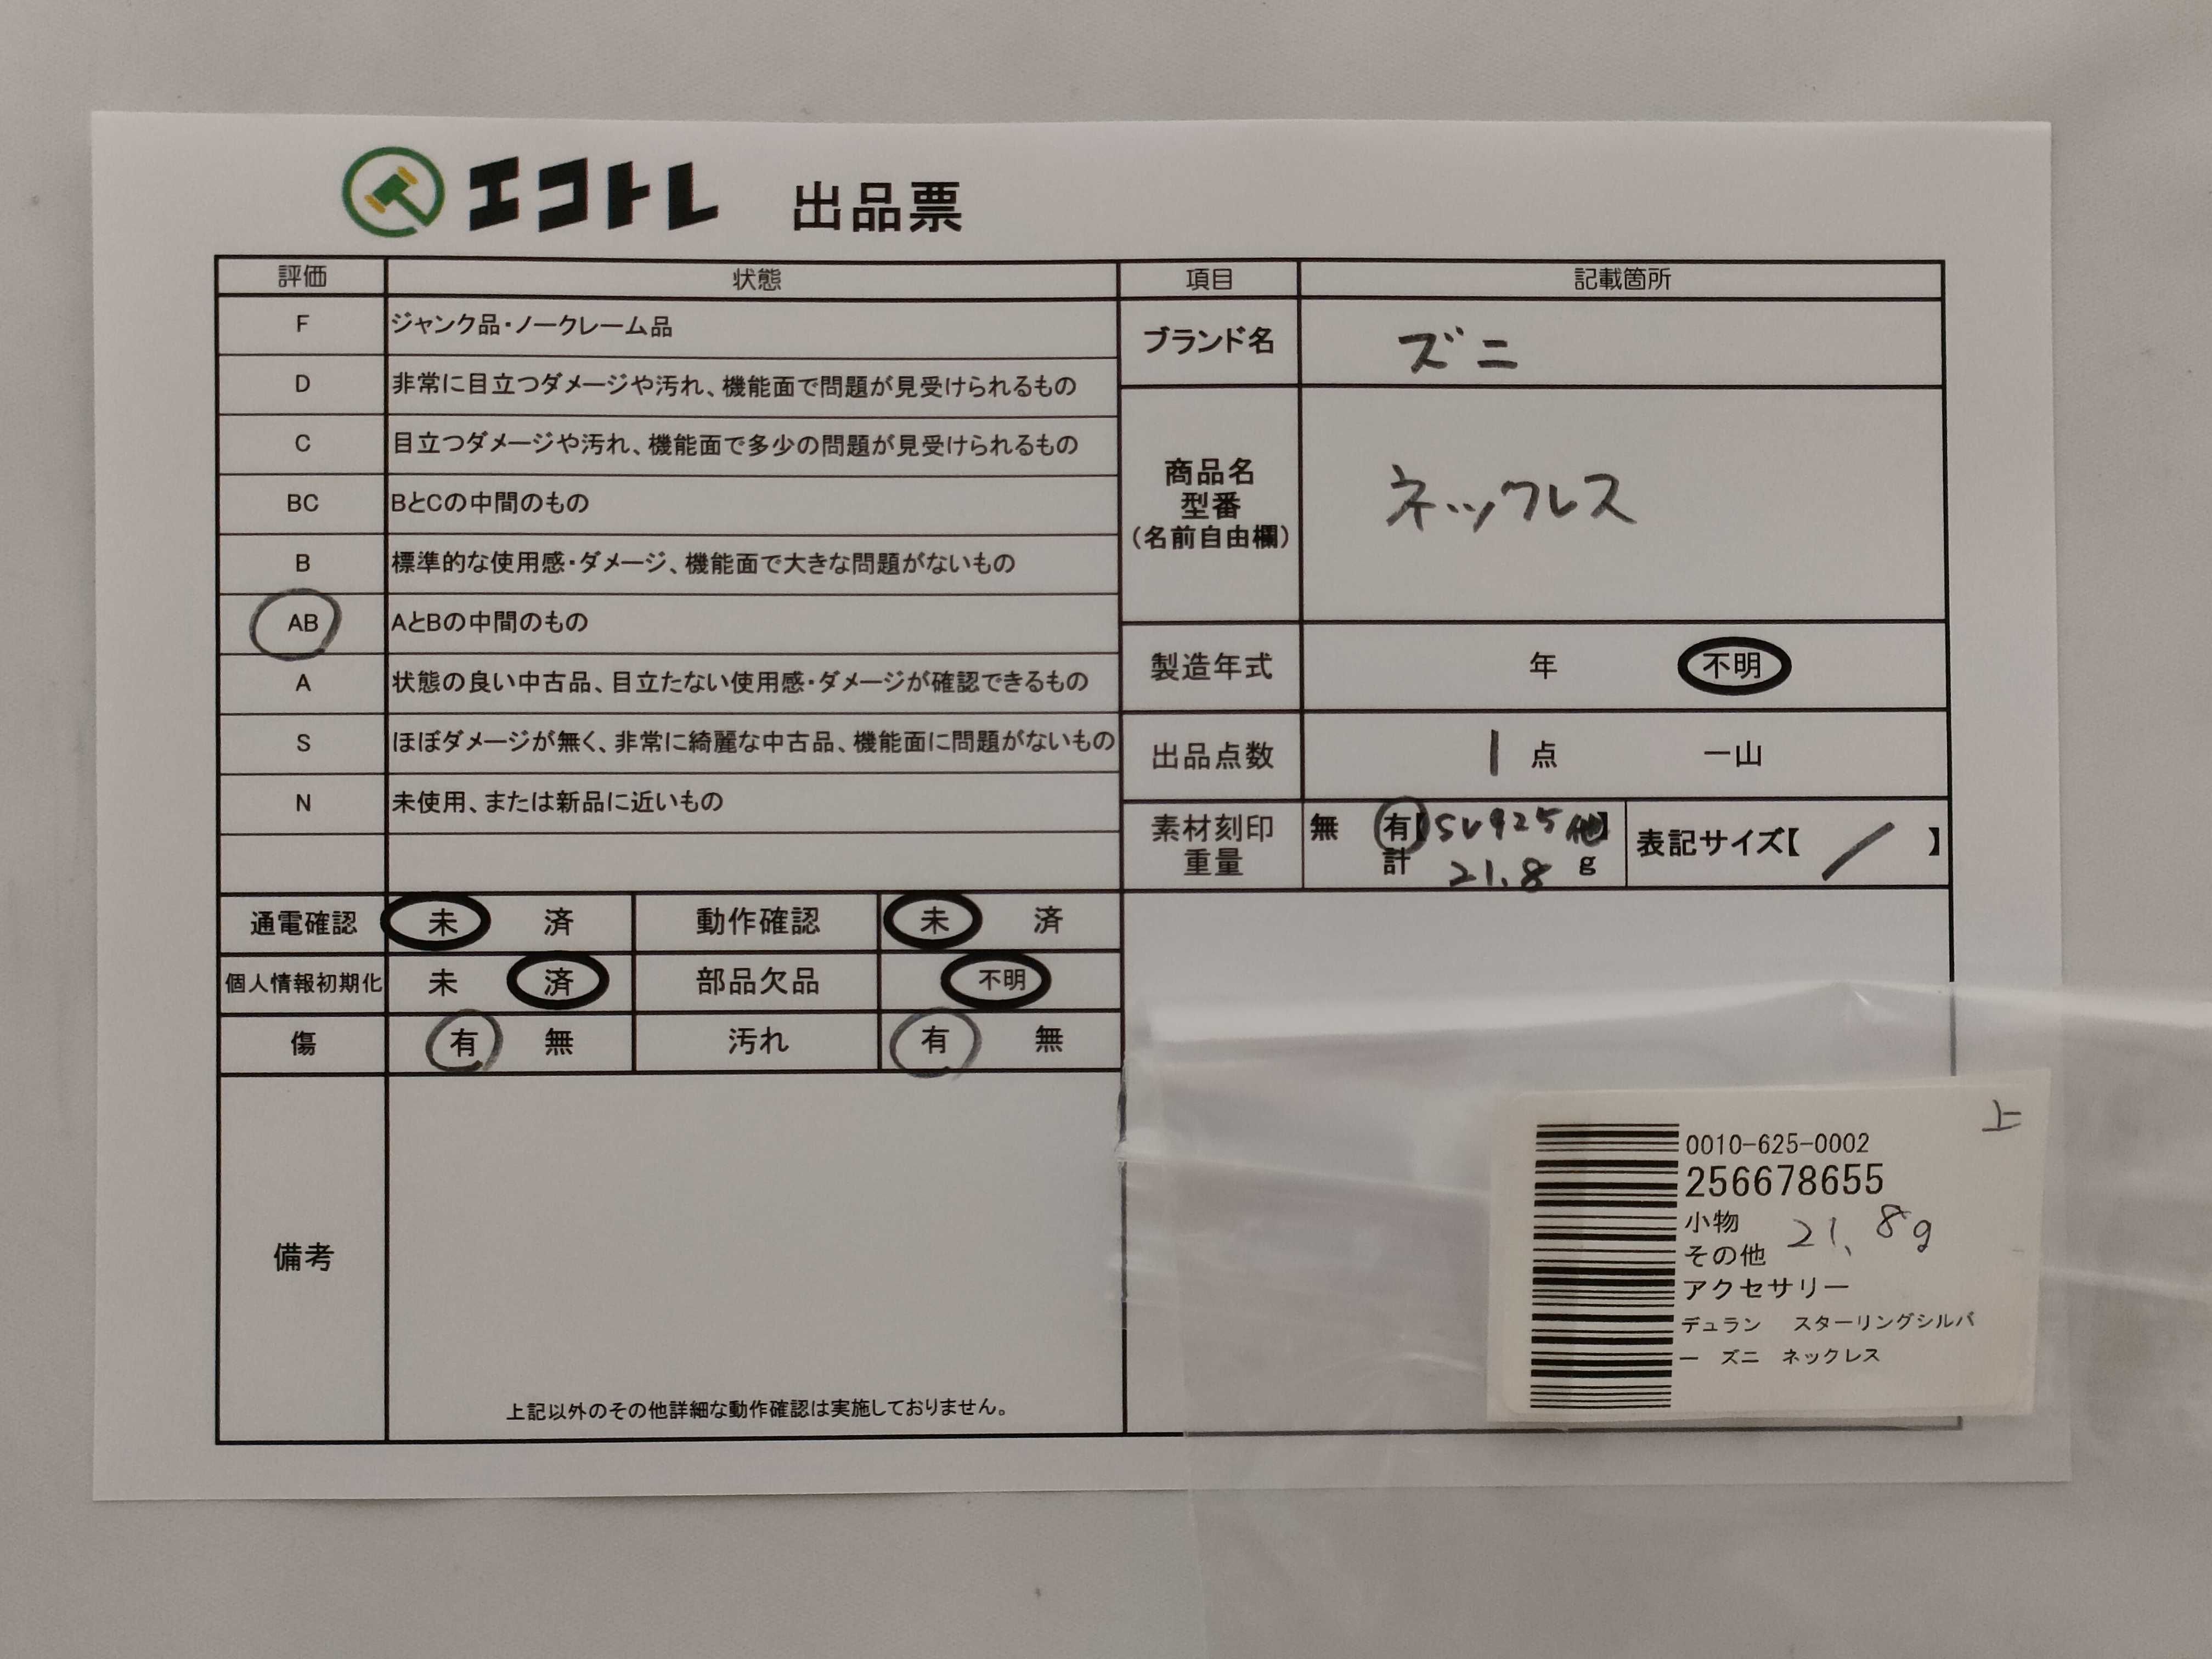 エコトレ 出品票
評価 状態 項目 記載箇所
F ジャンク品・ノークレーム品
D 非常に目立つダメージや汚れ、機能面で問題が見受けられるもの
C 目立つダメージや汚れ、機能面で多少の問題が見受けられるもの
BC BとCの中間のもの
B 標準的な使用感・ダメージ、機能面で大きな問題がないもの
AB AとBの中間のもの
A 状態の良い中古品、目立たない使用感・ダメージが確認できるもの
S ほぼダメージが無く、非常に綺麗な中古品、機能面に問題がないもの
N 未使用、または新品に近いもの
ブランド名 ズニ
商品名
型番
(名前自由欄)
ネックレス
製造年式 年 不明
出品点数 1 点 一山
素材刻印
重量
無 有【SV925 他】
計 21.8 g
表記サイズ【 / 】
通電確認 未 済 動作確認 未 済
個人情報初期化 未 済 部品欠品 不明
傷 有 無 汚れ 有 無
備考
上記以外のその他詳細な動作確認は実施しておりません。
上
0010-625-0002
256678655
小物
その他
21.8g
アクセサリー
デュラン スターリングシルバ
ー ズニ ネックレス